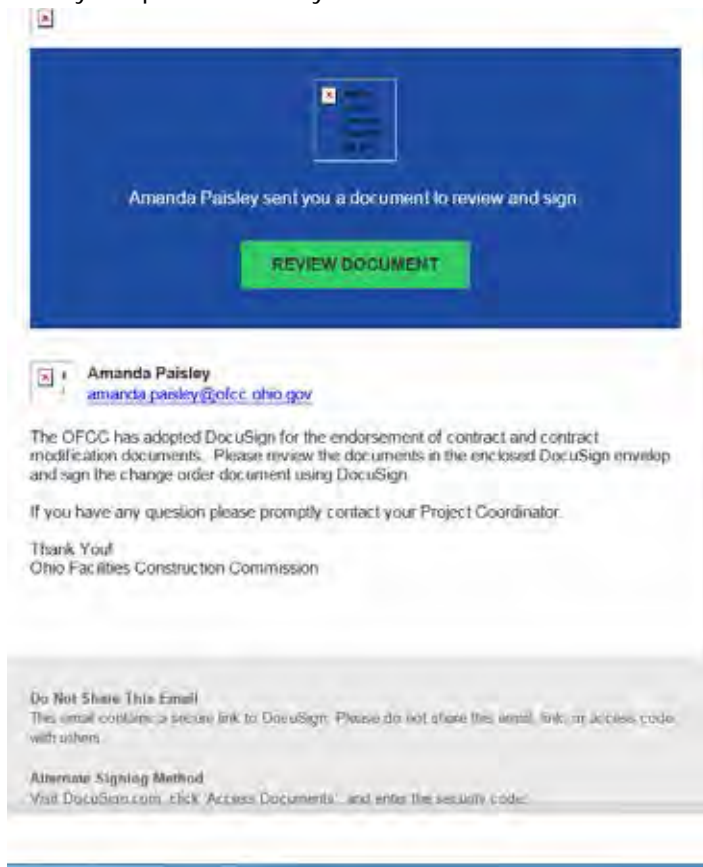 Amanda Paisley sent you a document to review and sign
REVIEW DOCUMENT
Amanda Paisley
amanda.paisley@ofcc.ohio.gov
The OFCC has adopted DocuSign for the endorsement of contract and contract
modification documents. Please review the documents in the enclosed DocuSign envelop
and sign the change order document using DocuSign
If you have any question please promptly contact your Project Coordinator.
Thank You!
Ohio Facilities Construction Commission
Do Not Share This Email
This email contains a secure link to DocuSign. Please do not share this email, link, or access code
with others.
Alternate Signing Method
Visit DocuSign.com, click 'Access Documents', and enter the security code: